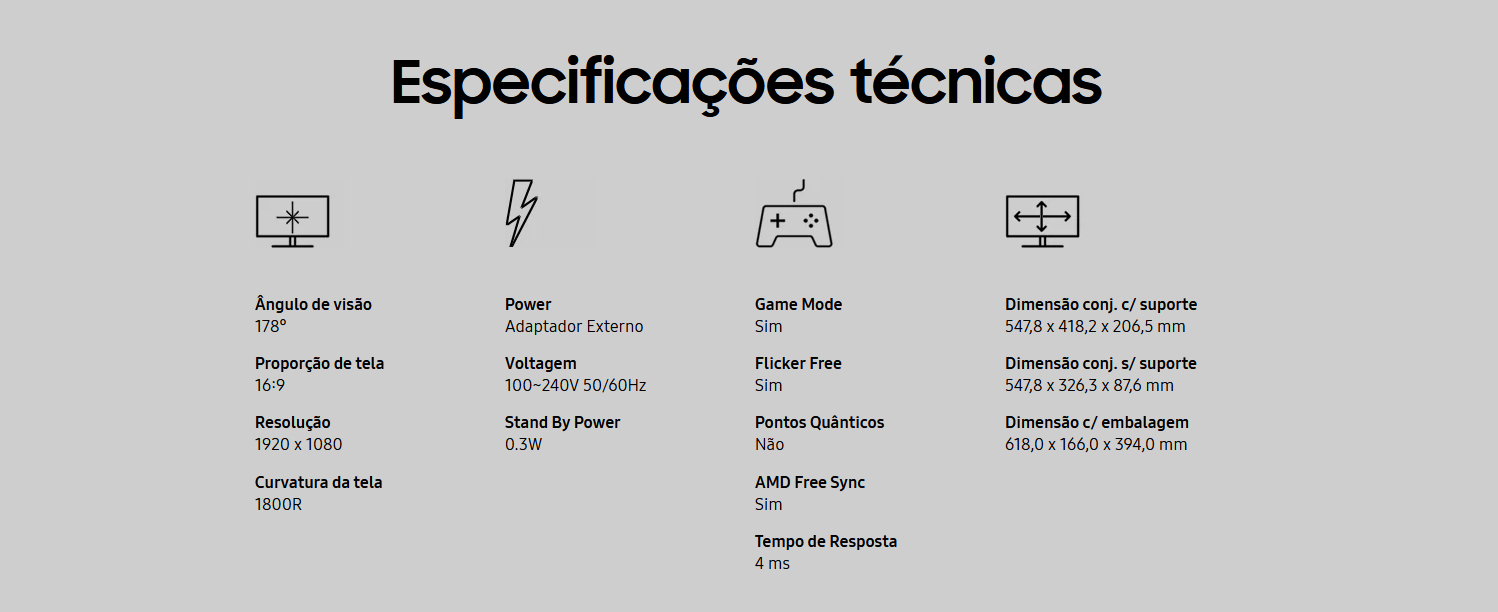 Especificações técnicas
Ângulo de visão
178º
Proporção de tela
16:9
Resolução
1920 x 1080
Curvatura da tela
1800R
Power
Adaptador Externo
Voltagem
100~240V 50/60Hz
Stand By Power
0.3W
Game Mode
Sim
Flicker Free
Sim
Pontos Quânticos
Não
AMD Free Sync
Sim
Tempo de Resposta
4 ms
Dimensão conj. c/ suporte
547,8 x 418,2 x 206,5 mm
Dimensão conj. s/ suporte
547,8 x 326,3 x 87,6 mm
Dimensão c/ embalagem
618,0 x 166,0 x 394,0 mm